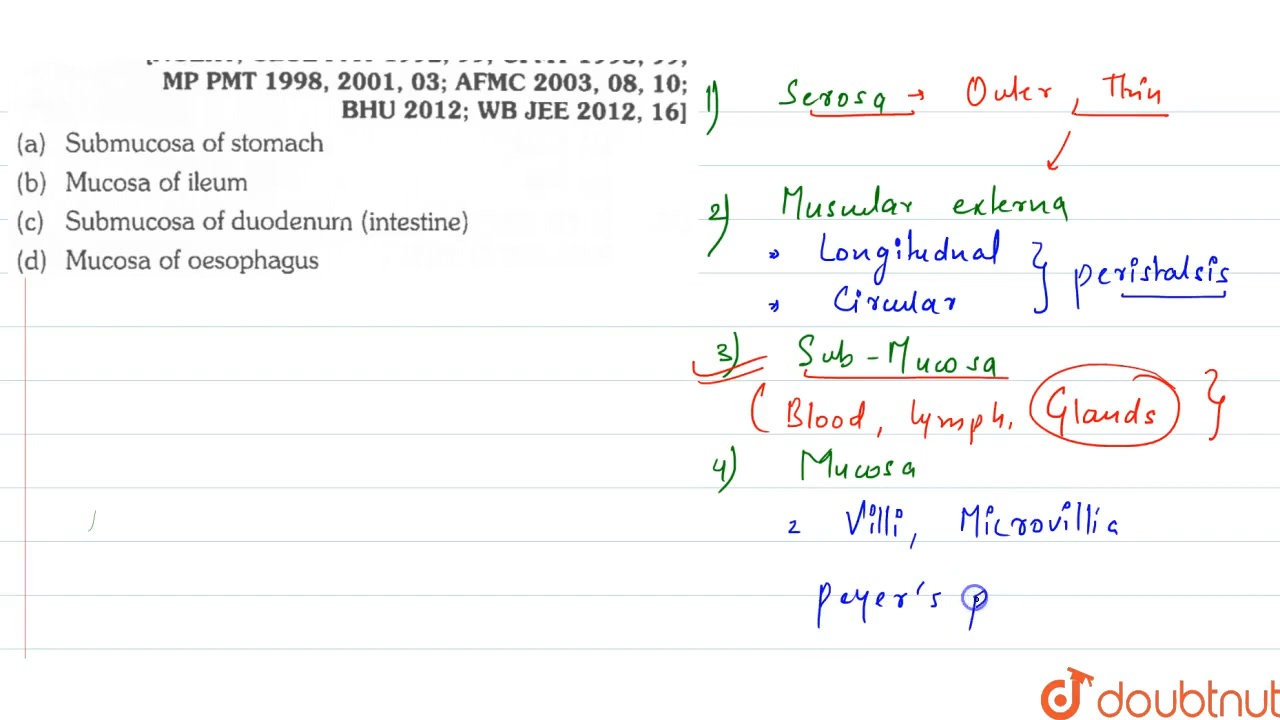 MP PMT 1998, 2001, 03; AFMC 2003, 08, 10;
BHU 2012; WB JEE 2012, 16]
(a) Submucosa of stomach
(b) Mucosa of ileum
(c) Submucosa of duodenum (intestine)
(d) Mucosa of oesophagus
1) Serosa → Outer, Thin
2) Musular externa
Longitudual
Circular } peristalsis
3) Sub-Mucosa
(Blood, lymph, Glands }
4) Mucosa
Villi, Microvillia
Peyer's p
doubtnut